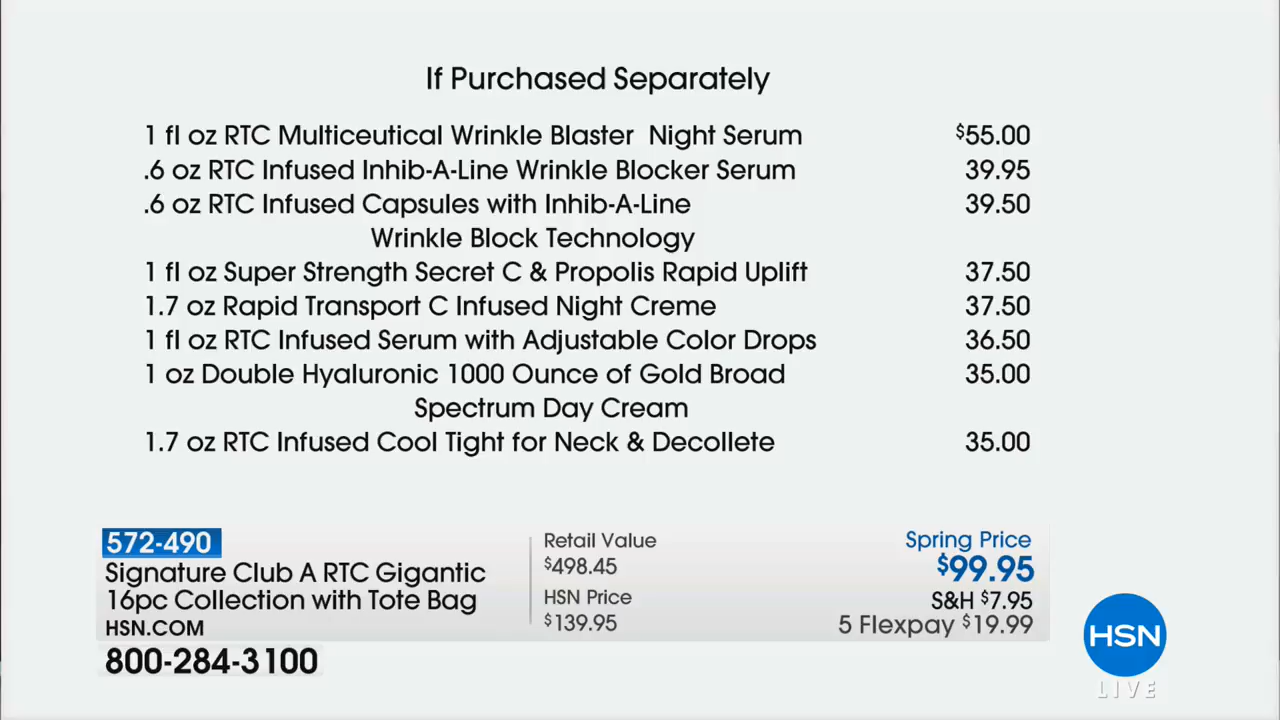 If Purchased Separately
1 fl oz RTC Multiceutical Wrinkle Blaster Night Serum $55.00
.6 oz RTC Infused Inhib-A-Line Wrinkle Blocker Serum 39.95
.6 oz RTC Infused Capsules with Inhib-A-Line 39.50
Wrinkle Block Technology
1 fl oz Super Strength Secret C & Propolis Rapid Uplift 37.50
1.7 oz Rapid Transport C Infused Night Creme 37.50
1 fl oz RTC Infused Serum with Adjustable Color Drops 36.50
1 oz Double Hyaluronic 1000 Ounce of Gold Broad 35.00
Spectrum Day Cream
1.7 oz RTC Infused Cool Tight for Neck & Decollete 35.00
572-490
Signature Club A RTC Gigantic
16pc Collection with Tote Bag
HSN.COM
800-284-3100
Retail Value
$498.45
HSN Price
$139.95
Spring Price
$99.95
S&H $7.95
5 Flexpay $19.99
HSN
LIVE